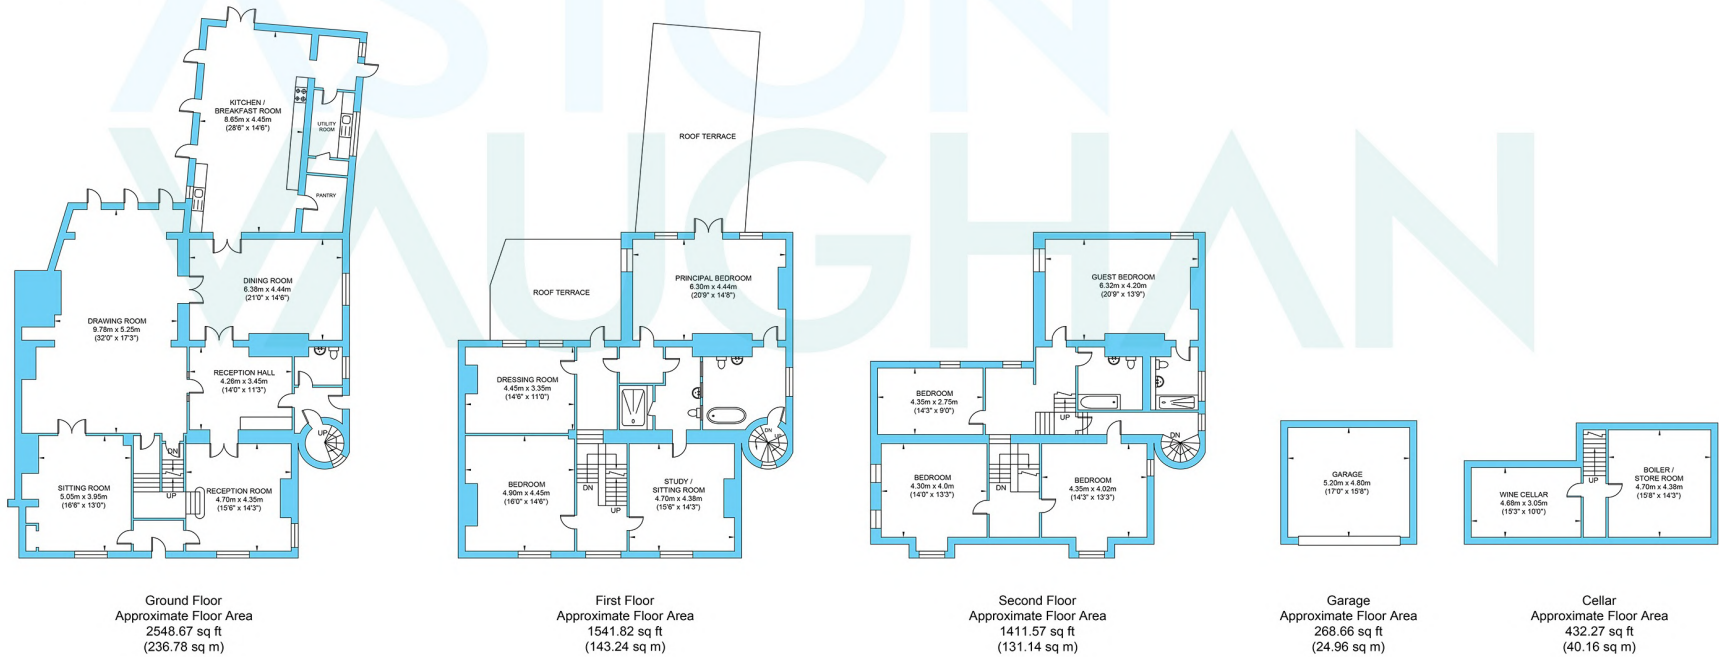 ASTON
VAUGHAN
KITCHEN /
BREAKFAST ROOM
8.65m x 4.45m
(28'6" x 14'6")
UTILITY
ROOM
PANTRY
DINING ROOM
6.38m x 4.44m
(21'0" x 14'6")
DRAWING ROOM
9.78m x 5.25m
(32'0" x 17'3")
RECEPTION HALL
4.26m x 3.45m
(14'0" x 11'3")
UP
DN
UP
SITTING ROOM
5.05m x 3.95m
(16'6" x 13'0")
RECEPTION ROOM
4.70m x 4.35m
(15'6" x 14'3")
Ground Floor
Approximate Floor Area
2548.67 sq ft
(236.78 sq m)
ROOF TERRACE
PRINCIPAL BEDROOM
6.30m x 4.44m
(20'9" x 14'8")
ROOF TERRACE
DRESSING ROOM
4.45m x 3.35m
(14'6" x 11'0")
DN
UP
BEDROOM
4.90m x 4.45m
(16'0" x 14'6")
DN
UP
STUDY /
SITTING ROOM
4.70m x 4.38m
(15'6" x 14'3")
First Floor
Approximate Floor Area
1541.82 sq ft
(143.24 sq m)
GUEST BEDROOM
6.32m x 4.20m
(20'9" x 13'9")
BEDROOM
4.35m x 2.75m
(14'3" x 9'0")
UP
DN
BEDROOM
4.30m x 4.0m
(14'0" x 13'3")
DN
BEDROOM
4.35m x 4.02m
(14'3" x 13'3")
Second Floor
Approximate Floor Area
1411.57 sq ft
(131.14 sq m)
GARAGE
5.20m x 4.80m
(17'0" x 15'8")
Garage
Approximate Floor Area
268.66 sq ft
(24.96 sq m)
WINE CELLAR
4.68m x 3.05m
(15'3" x 10'0")
UP
BOILER /
STORE ROOM
4.70m x 4.38m
(15'8" x 14'3")
Cellar
Approximate Floor Area
432.27 sq ft
(40.16 sq m)